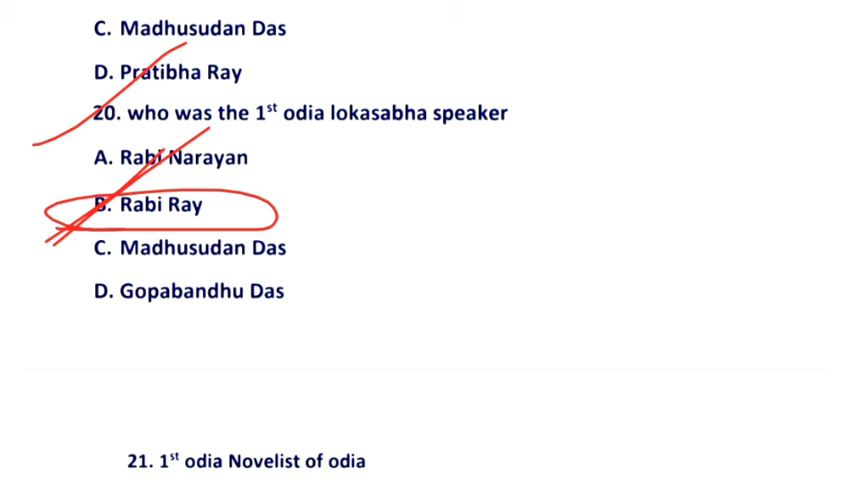 C. Madhusudan Das
D. Pratibha Ray
20. who was the 1st odia lokasabha speaker
A. Rabi Narayan
B. Rabi Ray
C. Madhusudan Das
D. Gopabandhu Das
21. 1st odia Novelist of odia